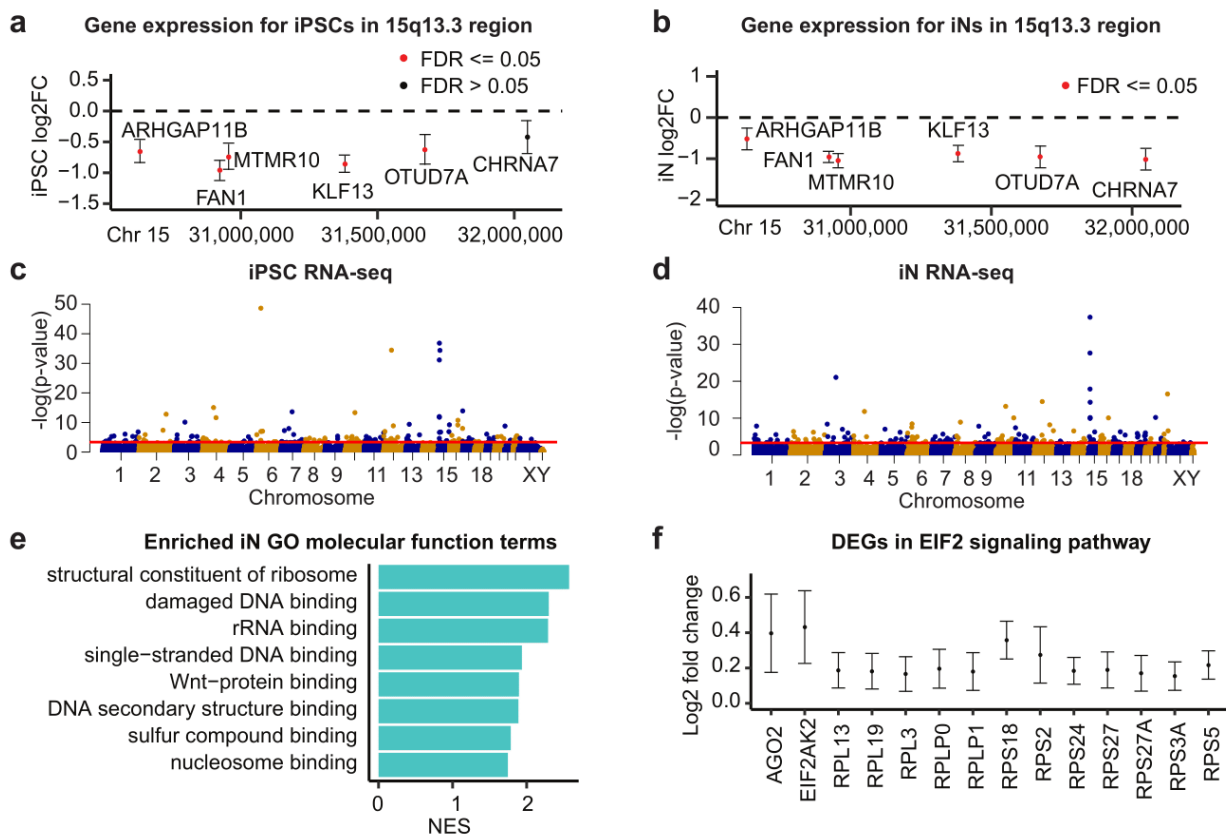 a Gene expression for iPSCs in 15q13.3 region
FDR <= 0.05
FDR > 0.05
iPSC log2FC
0.5
0.0
−0.5
−1.0
−1.5
ARHGAP11B
MTMR10
FAN1
KLF13
OTUD7A
CHRNA7
Chr 15 31,000,000 31,500,000 32,000,000
b Gene expression for iNs in 15q13.3 region
FDR <= 0.05
iN log2FC
1
0
−1
−2
ARHGAP11B
KLF13
FAN1
MTMR10
OTUD7A
CHRNA7
Chr 15 31,000,000 31,500,000 32,000,000
c iPSC RNA-seq
-log(p-value)
50
40
30
20
10
0
1 2 3 4 5 6 7 8 9 11 13 15 18 XY
Chromosome
d iN RNA-seq
-log(p-value)
40
30
20
10
0
1 2 3 4 5 6 7 8 9 11 13 15 18 XY
Chromosome
e Enriched iN GO molecular function terms
structural constituent of ribosome
damaged DNA binding
rRNA binding
single−stranded DNA binding
Wnt−protein binding
DNA secondary structure binding
sulfur compound binding
nucleosome binding
0 1 2
NES
f DEGs in EIF2 signaling pathway
Log2 fold change
0.6
0.4
0.2
0.0
AGO2
EIF2AK2
RPL13
RPL19
RPL3
RPLP0
RPLP1
RPS18
RPS2
RPS24
RPS27
RPS27A
RPS3A
RPS5